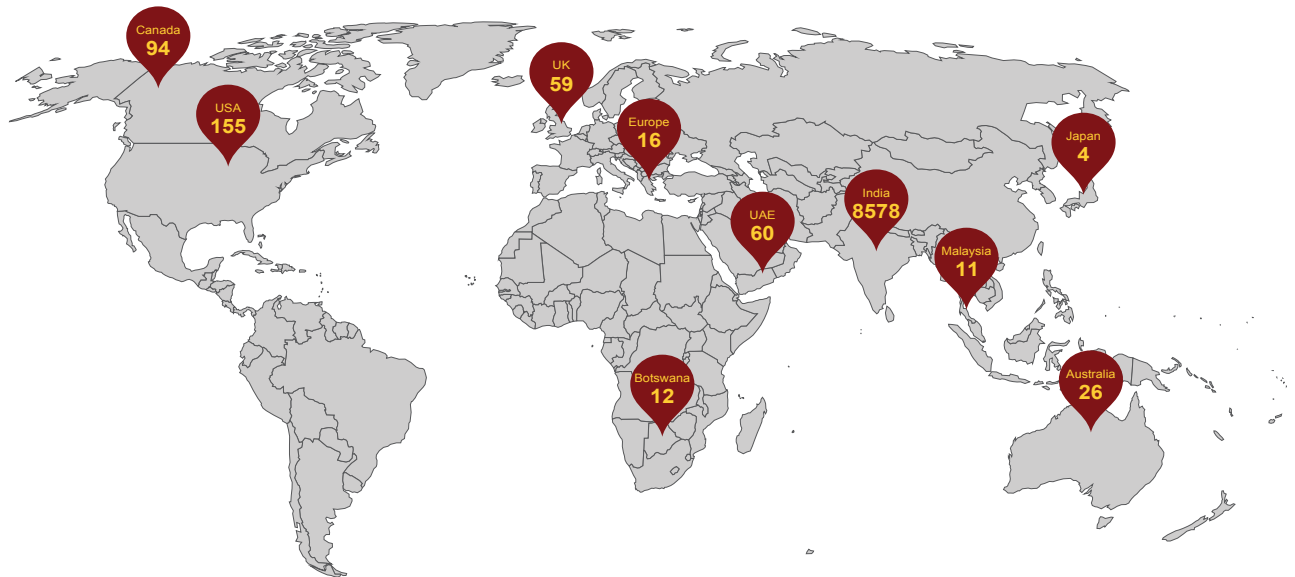 Canada
94
USA
155
UK
59
Europe
16
Japan
4
India
8578
UAE
60
Malaysia
11
Botswana
12
Australia
26